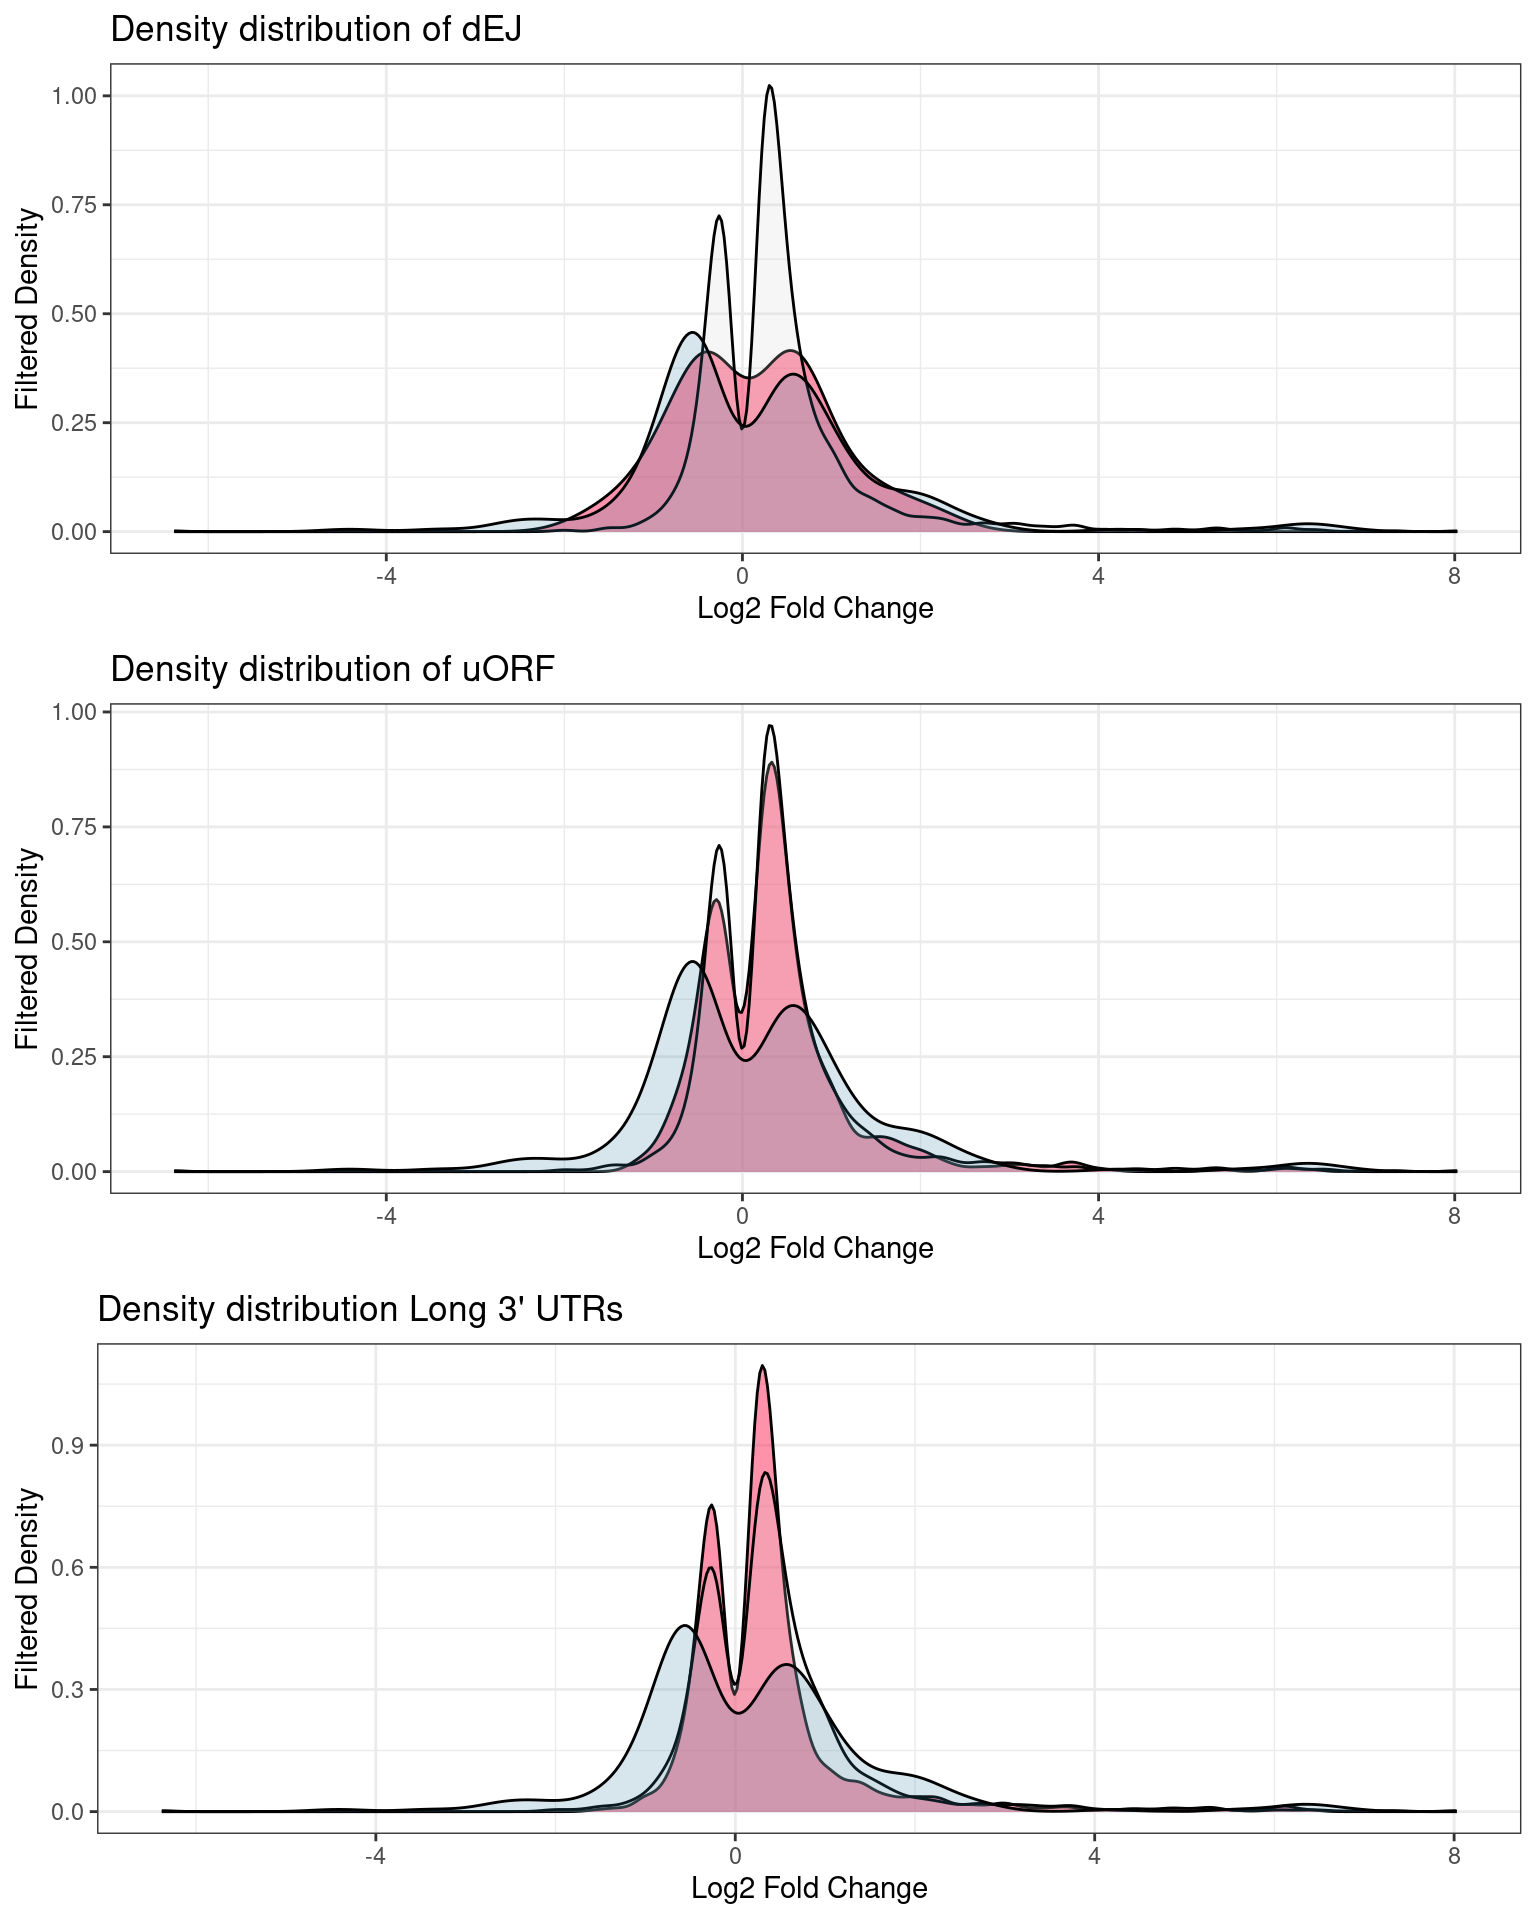 Density distribution of dEJ
1.00
0.75
0.50
0.25
0.00
Filtered Density
-4 0 4 8
Log2 Fold Change
Density distribution of uORF
1.00
0.75
0.50
0.25
0.00
Filtered Density
-4 0 4 8
Log2 Fold Change
Density distribution Long 3' UTRs
0.9
0.6
0.3
0.0
Filtered Density
-4 0 4 8
Log2 Fold Change